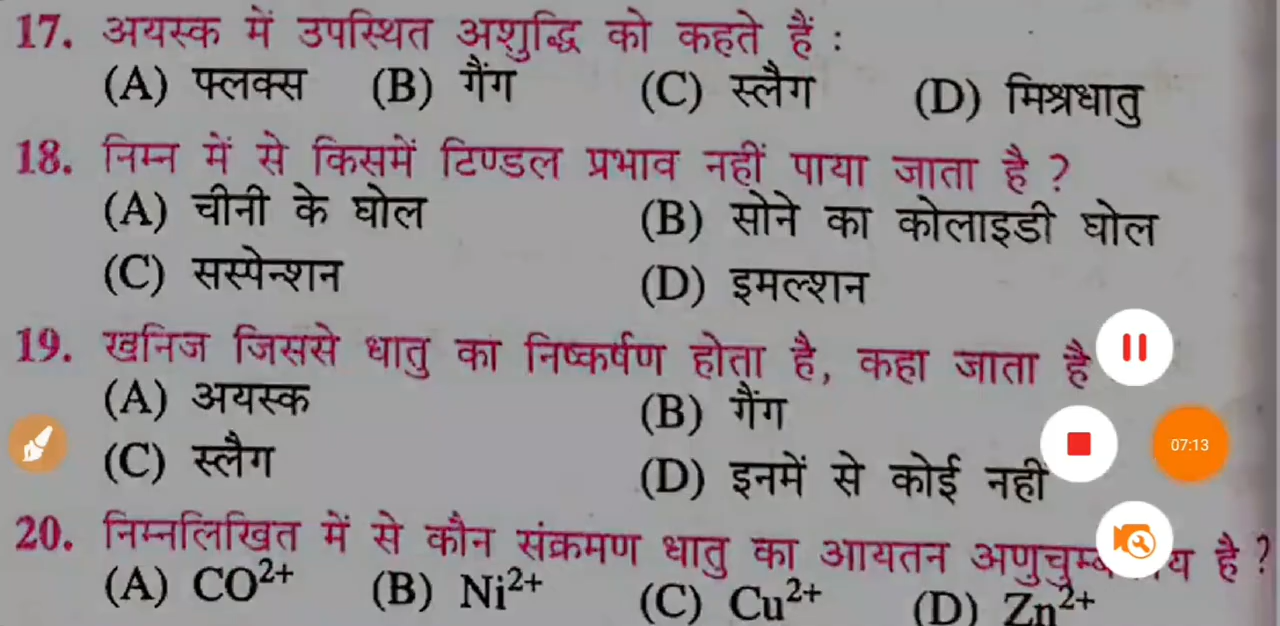 17. अयस्क में उपस्थित अशुद्धि को कहते हैं :
(A) फ्लक्स (B) गैंग (C) स्लैग (D) मिश्रधातु
18. निम्न में से किसमें टिण्डल प्रभाव नहीं पाया जाता है ?
(A) चीनी के घोल (B) सोने का कोलाइडी घोल
(C) सस्पेन्शन (D) इमल्शन
19. खनिज जिससे धातु का निष्कर्षण होता है, कहा जाता है
(A) अयस्क (B) गैंग
(C) स्लैग (D) इनमें से कोई नही
07:13
20. निम्नलिखित में से कौन संक्रमण धातु का आयतन है ?
(A) CO²⁺ (B) Ni²⁺ (C) Cu²⁺ (D) Zn²⁺